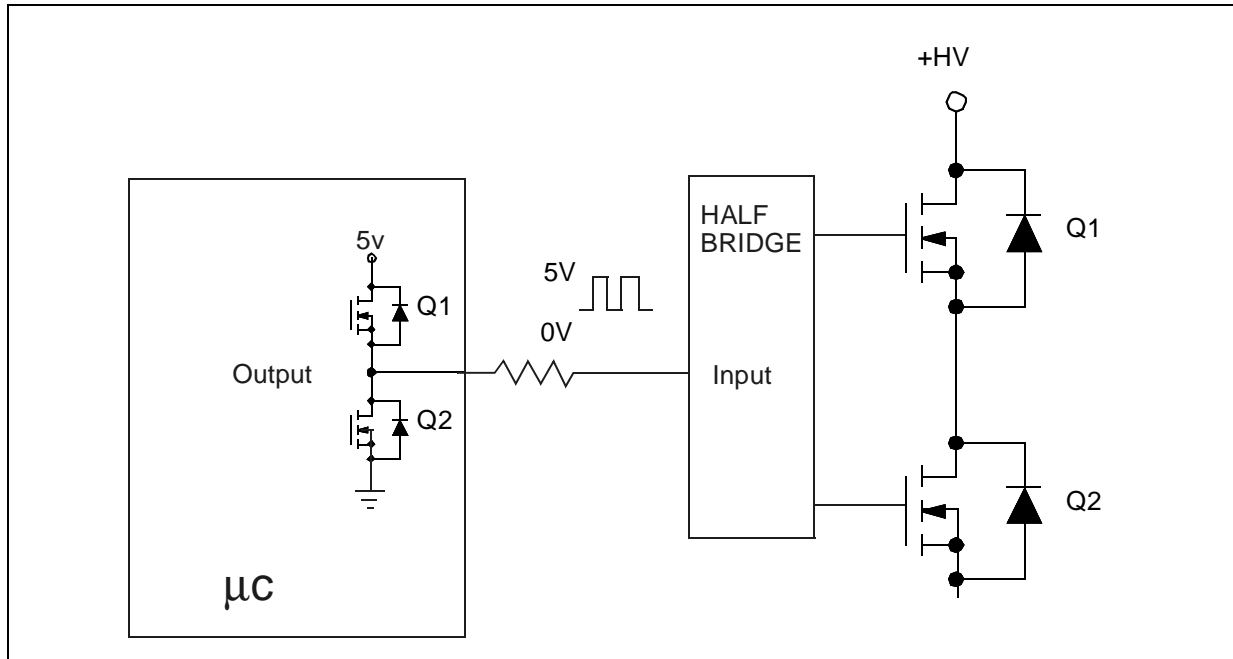 +HV
HALF
BRIDGE
Q1
5v
5V
Q1
0V
Output
Input
Q2
Q2
μc